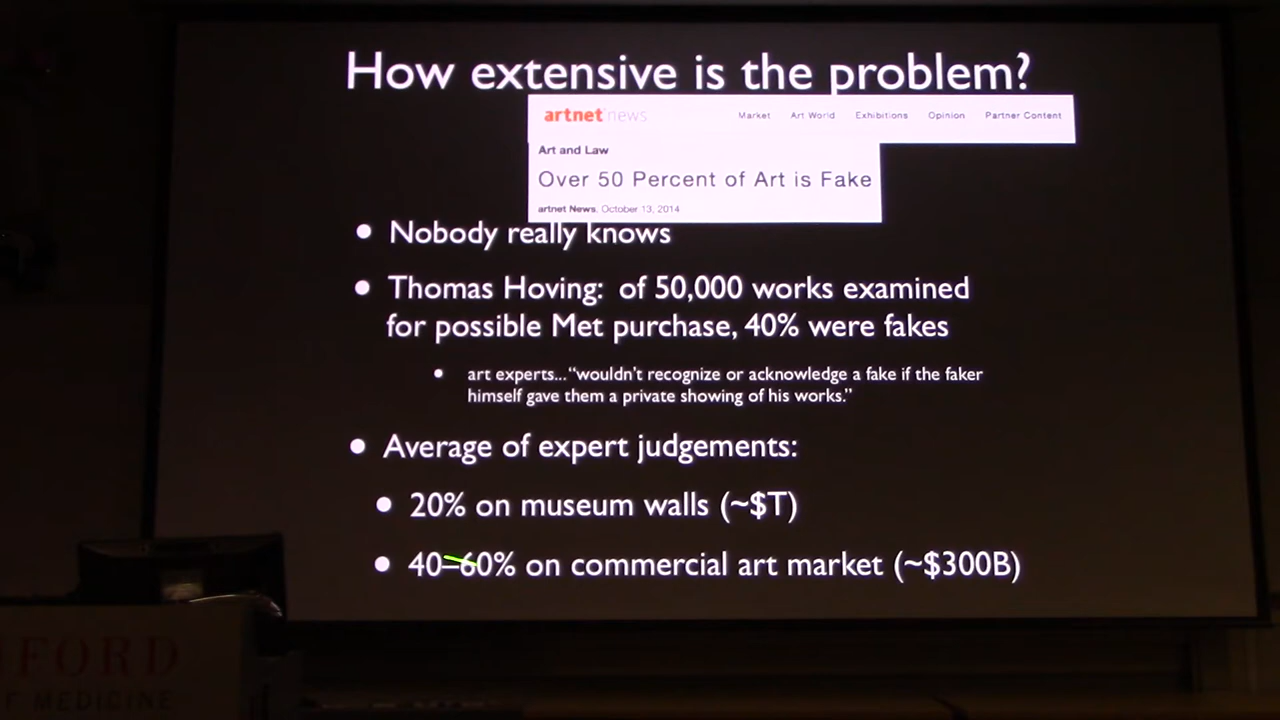 How extensive is the problem?
artnet news
Market Art World Exhibitions Opinion Partner Content
Art and Law
Over 50 Percent of Art is Fake
artnet News, October 13, 2014
• Nobody really knows
• Thomas Hoving: of 50,000 works examined
for possible Met purchase, 40% were fakes
• art experts... “wouldn't recognize or acknowledge a fake if the faker
himself gave them a private showing of his works.”
• Average of expert judgements:
• 20% on museum walls (~$T)
• 40–60% on commercial art market (~$300B)
FORD
MEDICINE